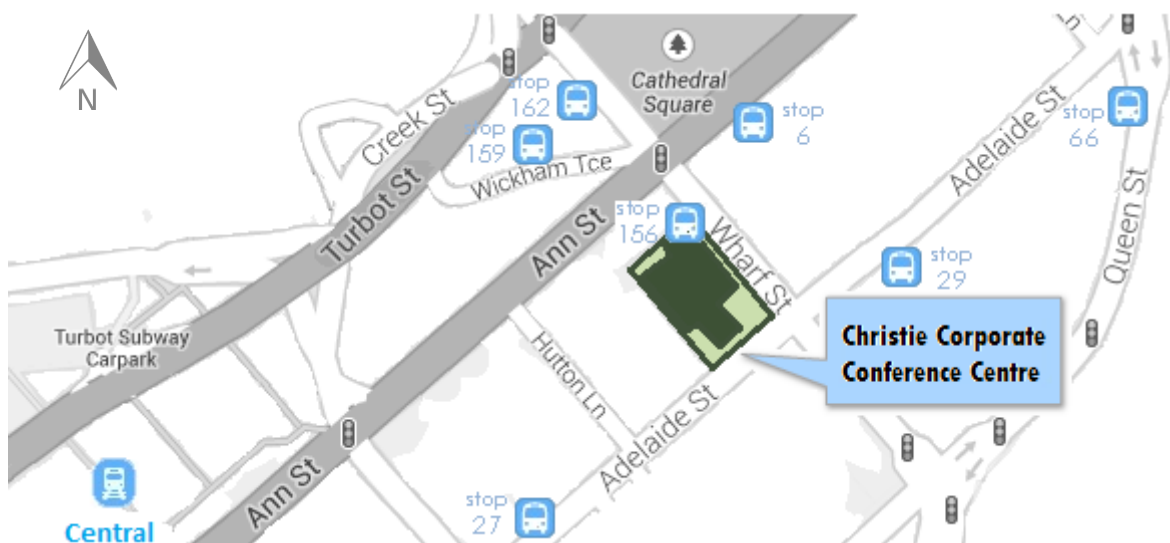 N
Cathedral
Square
stop
162
stop
159
stop
6
stop
66
Creek St
Wickham Tce
Adelaide St
Turbot St
Ann St
stop
156
Wharf St
Queen St
stop
29
Christie Corporate
Conference Centre
Turbot Subway
Carpark
Hutton Ln
Adelaide St
Ann St
stop
27
Central